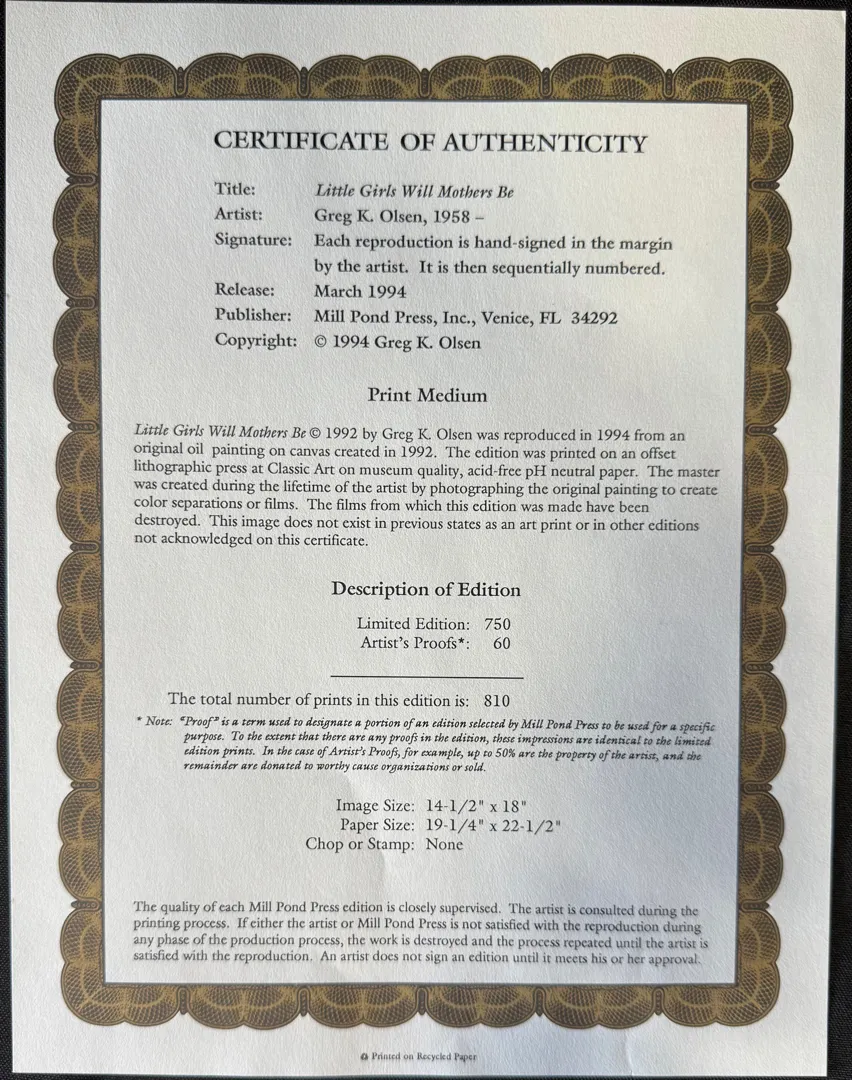 CERTIFICATE OF AUTHENTICITY
Title: Little Girls Will Mothers Be
Artist: Greg K. Olsen, 1958 –
Signature: Each reproduction is hand-signed in the margin
by the artist. It is then sequentially numbered.
Release: March 1994
Publisher: Mill Pond Press, Inc., Venice, FL 34292
Copyright: © 1994 Greg K. Olsen
Print Medium
Little Girls Will Mothers Be © 1992 by Greg K. Olsen was reproduced in 1994 from an
original oil painting on canvas created in 1992. The edition was printed on an offset
lithographic press at Classic Art on museum quality, acid-free pH neutral paper. The master
was created during the lifetime of the artist by photographing the original painting to create
color separations or films. The films from which this edition was made have been
destroyed. This image does not exist in previous states as an art print or in other editions
not acknowledged on this certificate.
Description of Edition
Limited Edition: 750
Artist's Proofs*: 60
The total number of prints in this edition is: 810
* Note: "Proof" is a term used to designate a portion of an edition selected by Mill Pond Press to be used for a specific
purpose. To the extent that there are any proofs in the edition, these impressions are identical to the limited
edition prints. In the case of Artist's Proofs, for example, up to 50% are the property of the artist, and the
remainder are donated to worthy cause organizations or sold.
Image Size: 14-1/2" x 18"
Paper Size: 19-1/4" x 22-1/2"
Chop or Stamp: None
The quality of each Mill Pond Press edition is closely supervised. The artist is consulted during the
printing process. If either the artist or Mill Pond Press is not satisfied with the reproduction during
any phase of the production process, the work is destroyed and the process repeated until the artist is
satisfied with the reproduction. An artist does not sign an edition until it meets his or her approval.
Printed on Recycled Paper